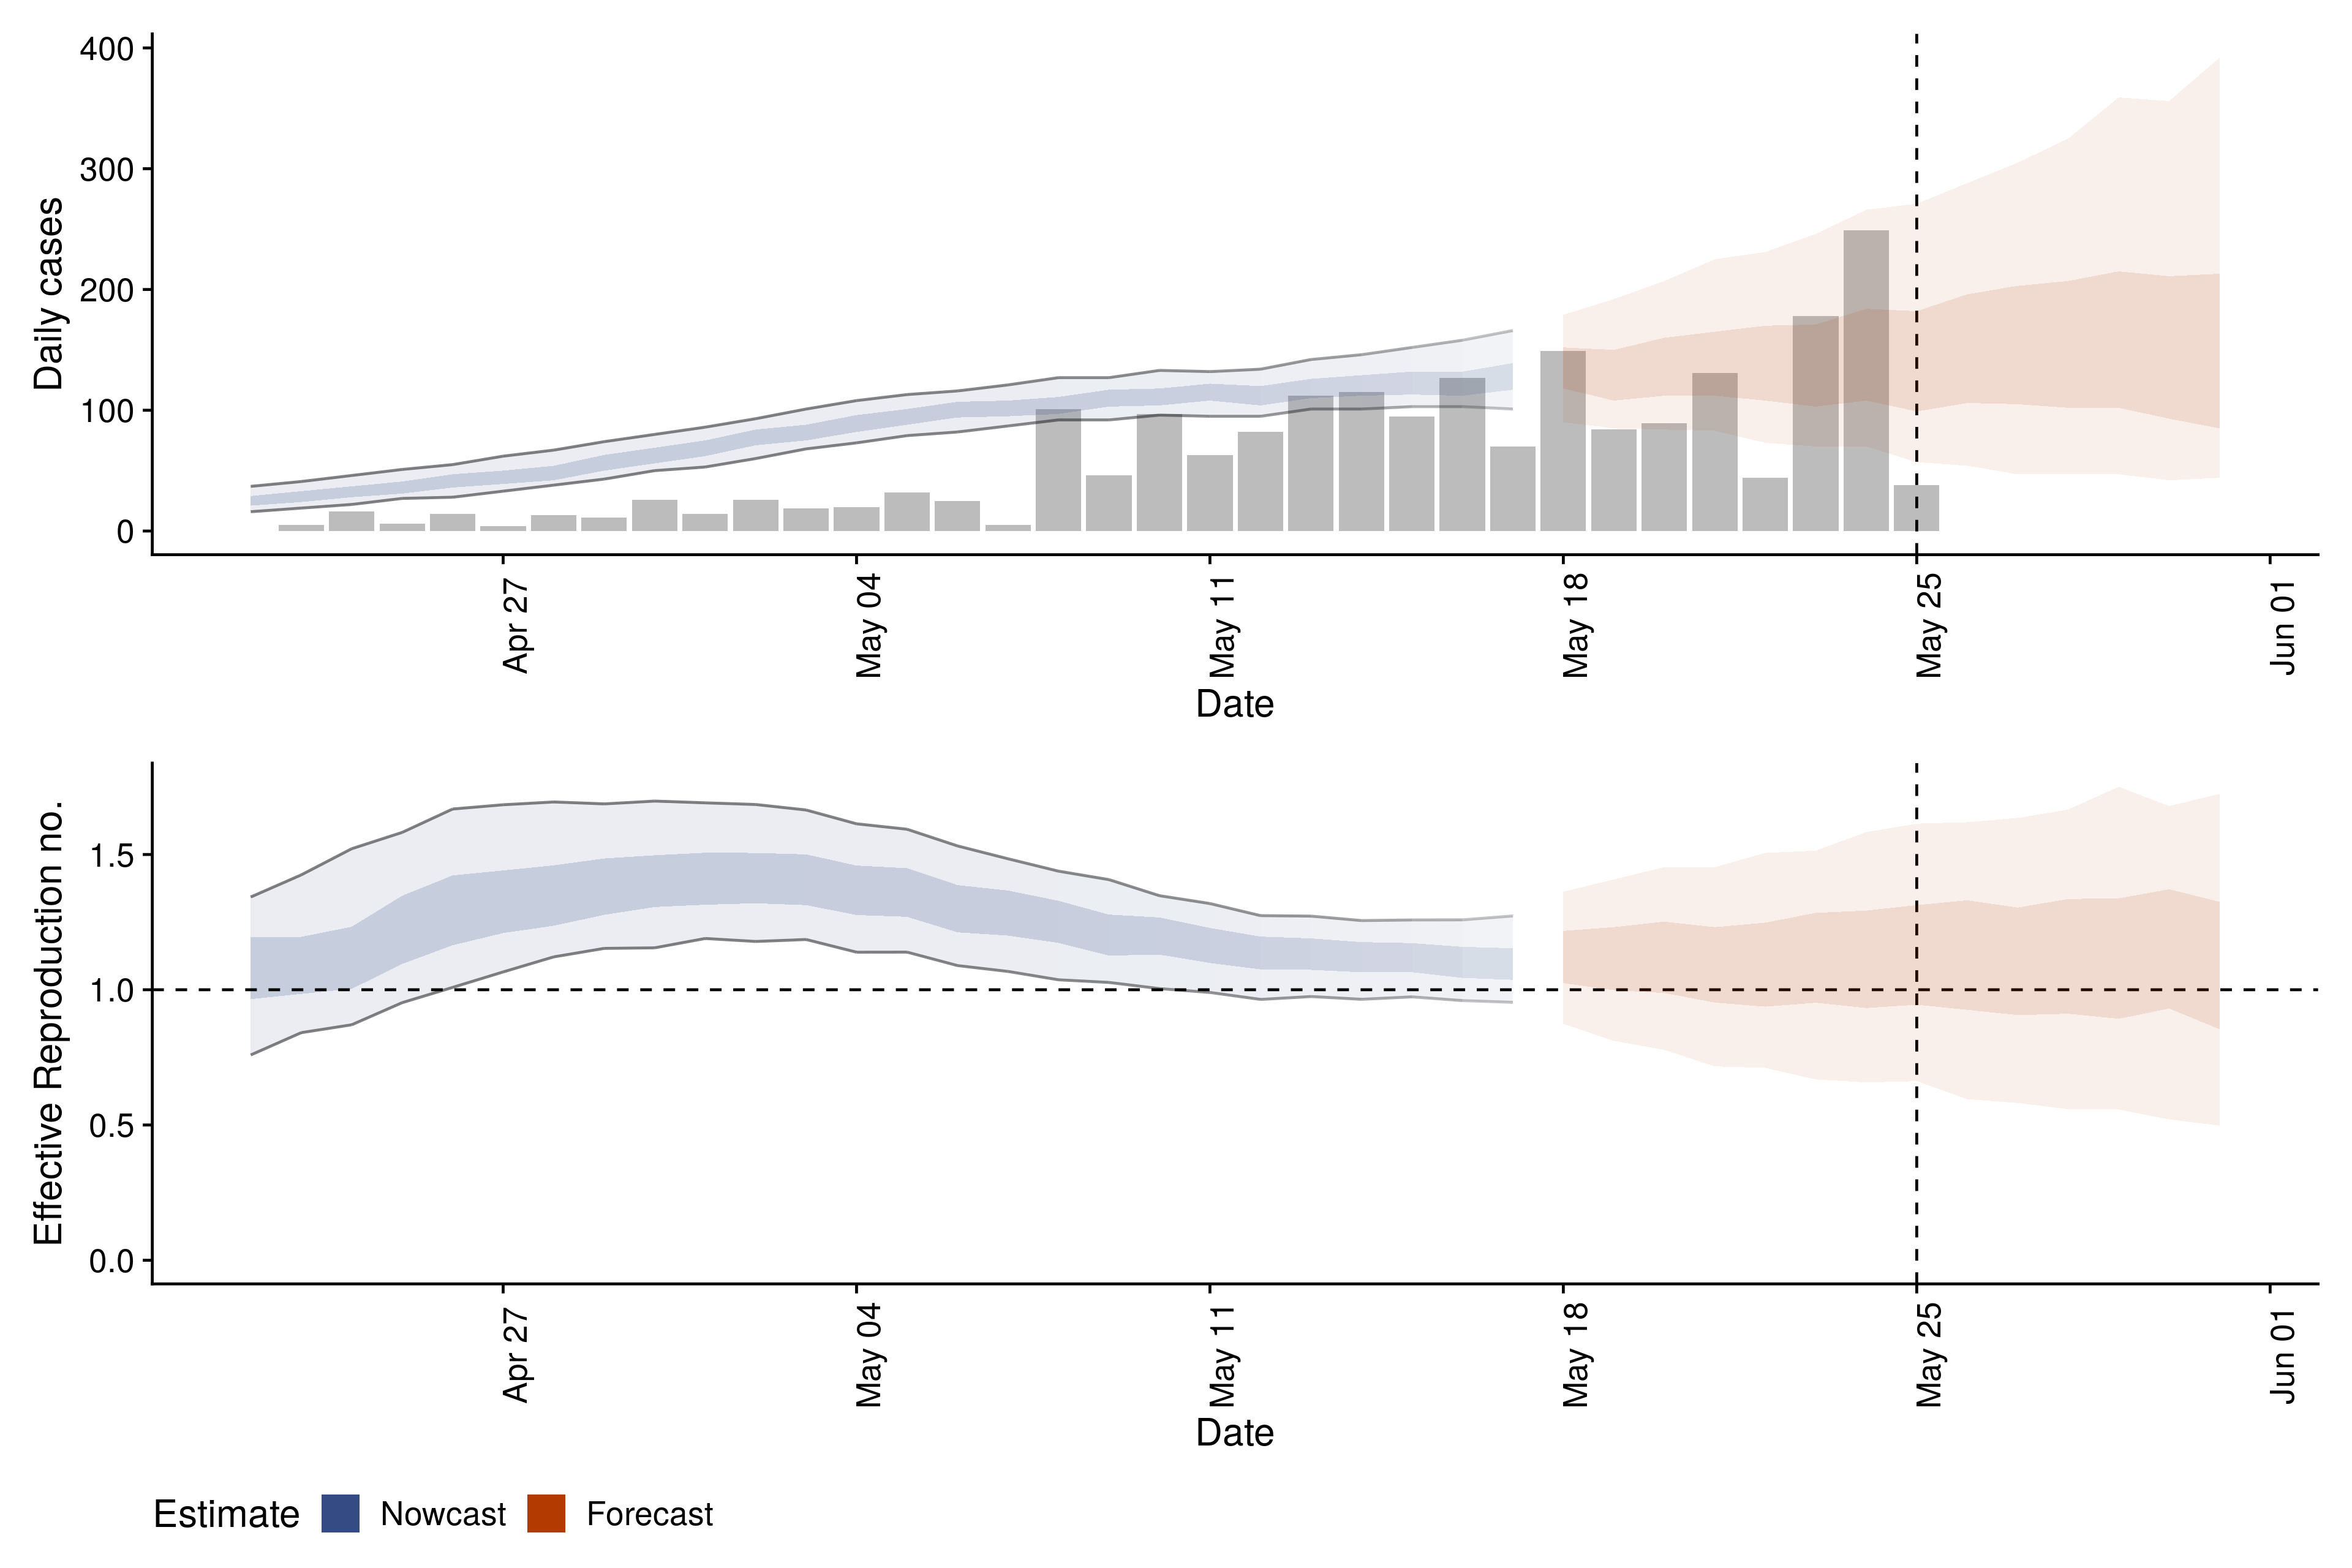 Daily cases
400
300
200
100
0
Apr 27
May 04
May 11
May 18
May 25
Jun 01
Date
Effective Reproduction no.
1.5
1.0
0.5
0.0
Apr 27
May 04
May 11
May 18
May 25
Jun 01
Date
Estimate Nowcast Forecast